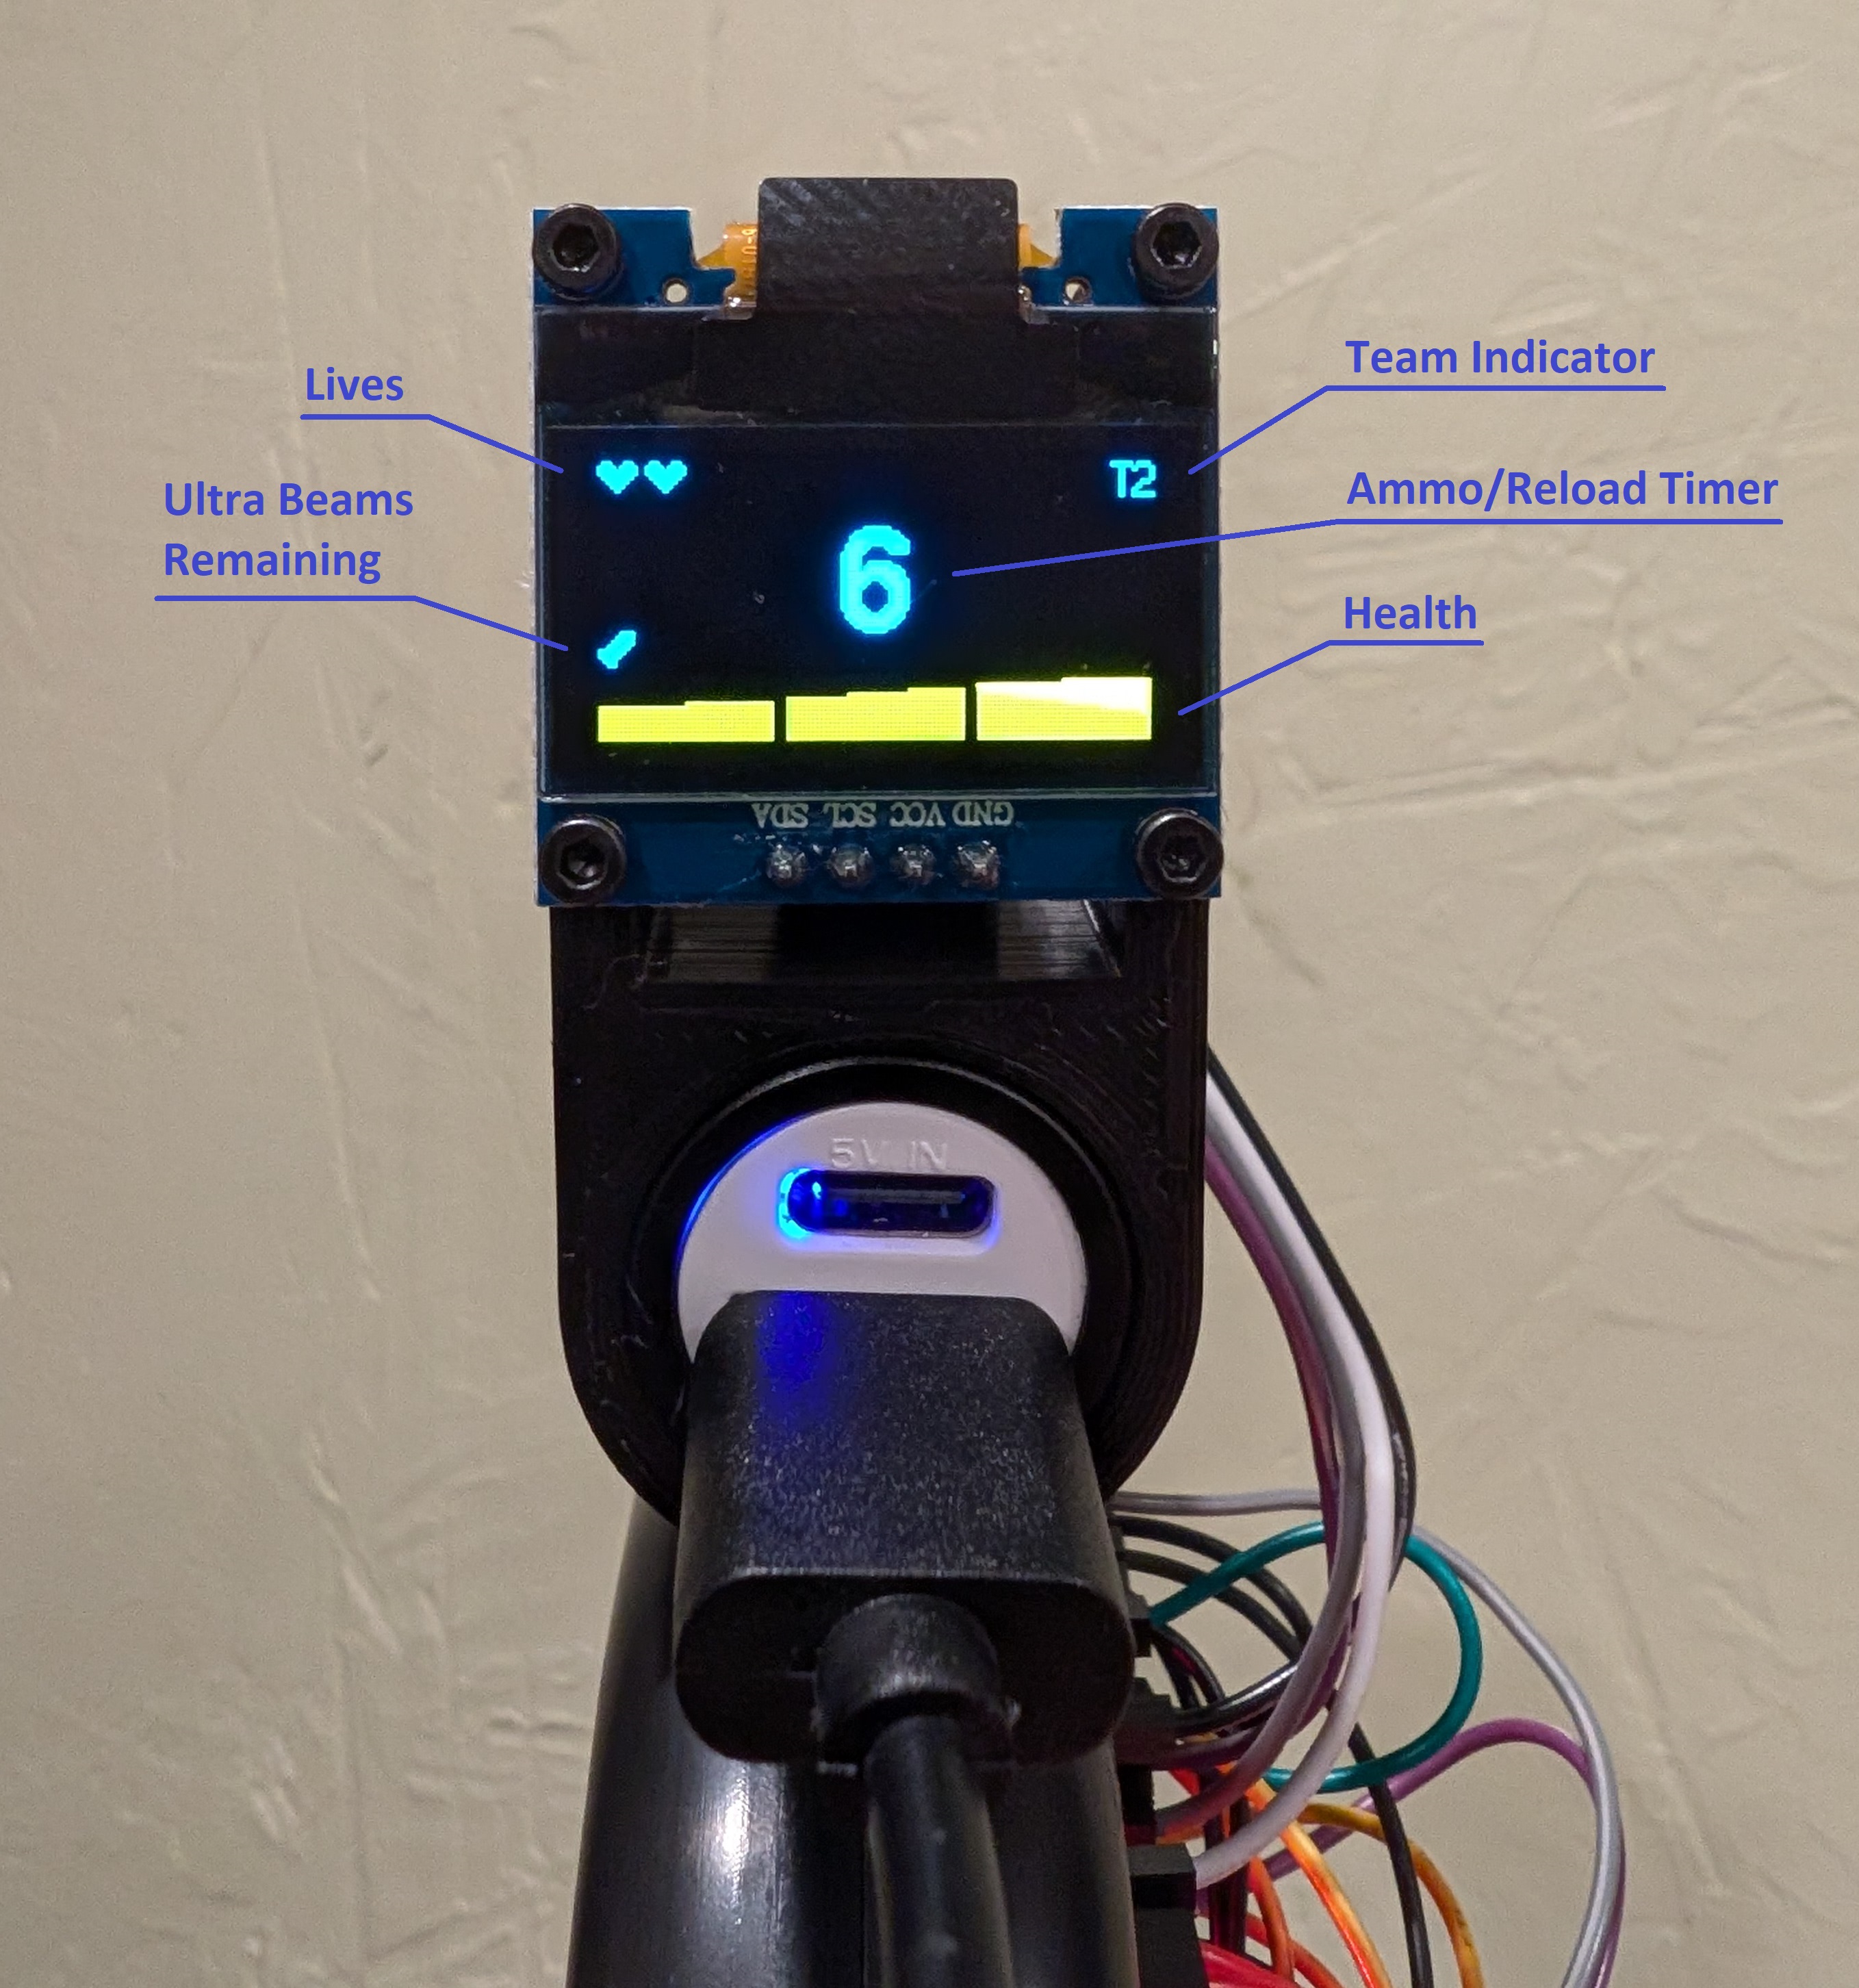 Lives
Team Indicator
T2
Ultra Beams
Remaining
Ammo/Reload Timer
6
Health
SDA SCL VCC GND
5V IN